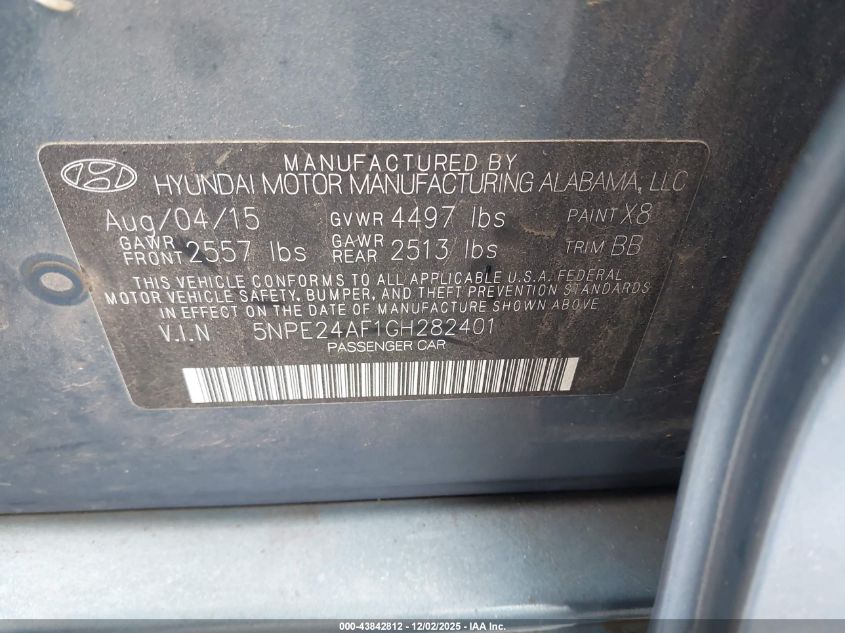 MANUFACTURED BY
HYUNDAI MOTOR MANUFACTURING ALABAMA, LLC
Aug/04/15 GVWR 4497 lbs PAINT X8
GAWR FRONT 2557 lbs GAWR REAR 2513 lbs TRIM BB
THIS VEHICLE CONFORMS TO ALL APPLICABLE U.S.A. FEDERAL
MOTOR VEHICLE SAFETY, BUMPER, AND THEFT PREVENTION STANDARDS
IN EFFECT ON THE DATE OF MANUFACTURE SHOWN ABOVE
V.I.N 5NPE24AF1GH282401
PASSENGER CAR
000-43842812 - 12/02/2025 - IAA Inc.